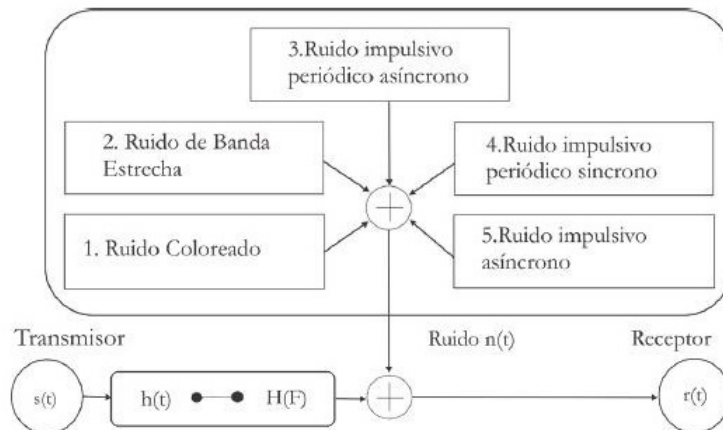 3.Ruido impulsivo
periódico asíncrono
2. Ruido de Banda
Estrecha
4.Ruido impulsivo
periódico síncrono
1. Ruido Coloreado
5.Ruido impulsivo
asíncrono
Transmisor
Ruido n(t)
Receptor
s(t)
h(t)
H(F)
r(t)